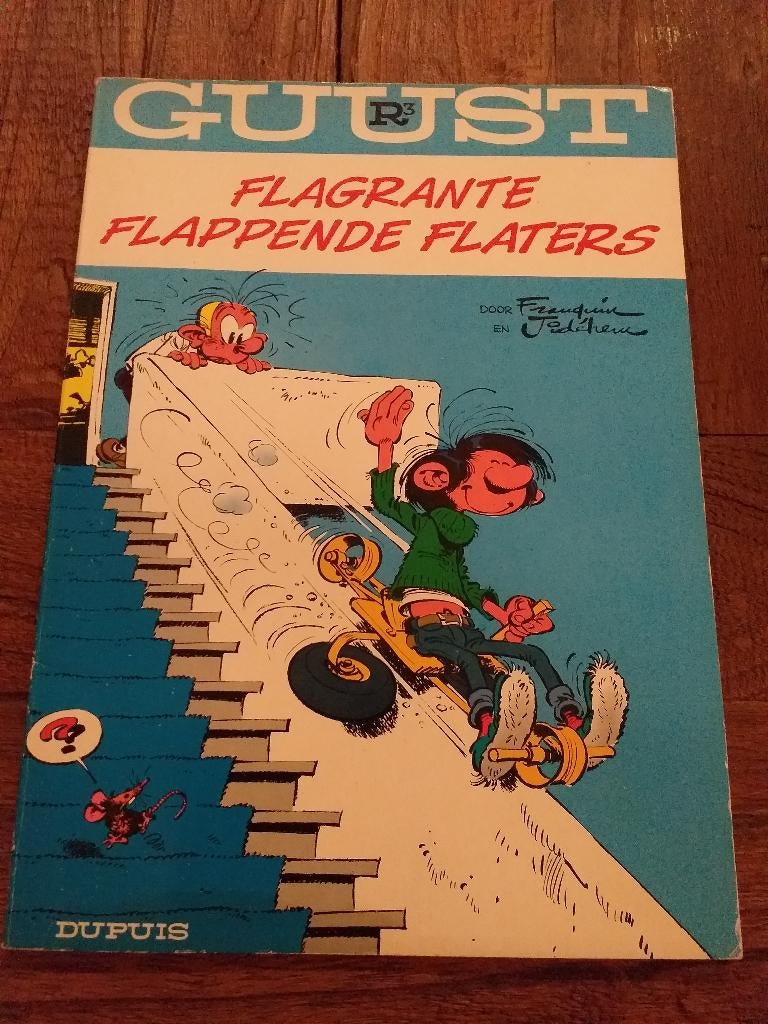 GUUST
R3
FLAGRANTE
FLAPPENDE FLATERS
DOOR Franquin
EN Jidéhem
?
DUPUIS